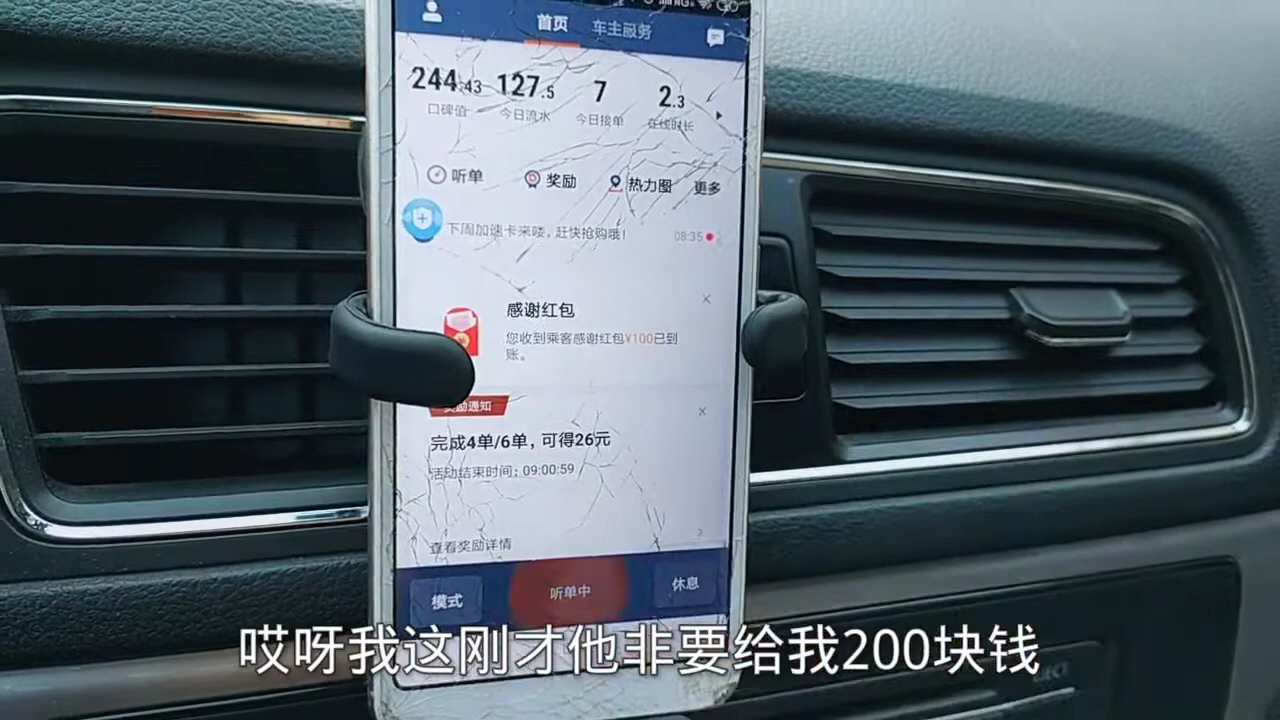 首页 车主服务
244.43 127.5 7 2.3
口碑值 今日流水 今日接单 在线时长
听单 奖励 热力图 更多
下周加速卡来喽，赶快抢购哦！ 08:35
感谢红包
您收到乘客感谢红包¥100已到
账。
奖励通知
完成4单/6单，可得26元
活动结束时间：09:00:59
查看奖励详情
模式 听单中 休息
哎呀我这刚才他非要给我200块钱